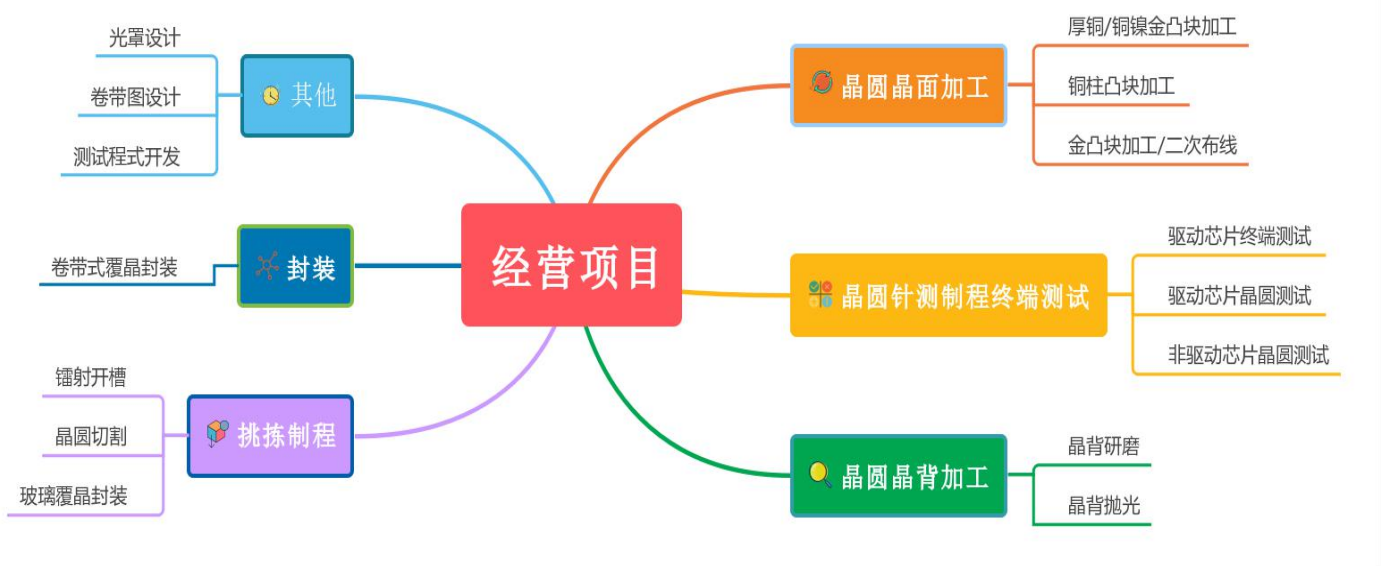 经营项目
晶圆晶面加工
厚铜/铜镍金凸块加工
铜柱凸块加工
金凸块加工/二次布线
晶圆针测制程终端测试
驱动芯片终端测试
驱动芯片晶圆测试
非驱动芯片晶圆测试
晶圆晶背加工
晶背研磨
晶背抛光
其他
光罩设计
卷带图设计
测试程式开发
封装
卷带式覆晶封装
挑拣制程
镭射开槽
晶圆切割
玻璃覆晶封装